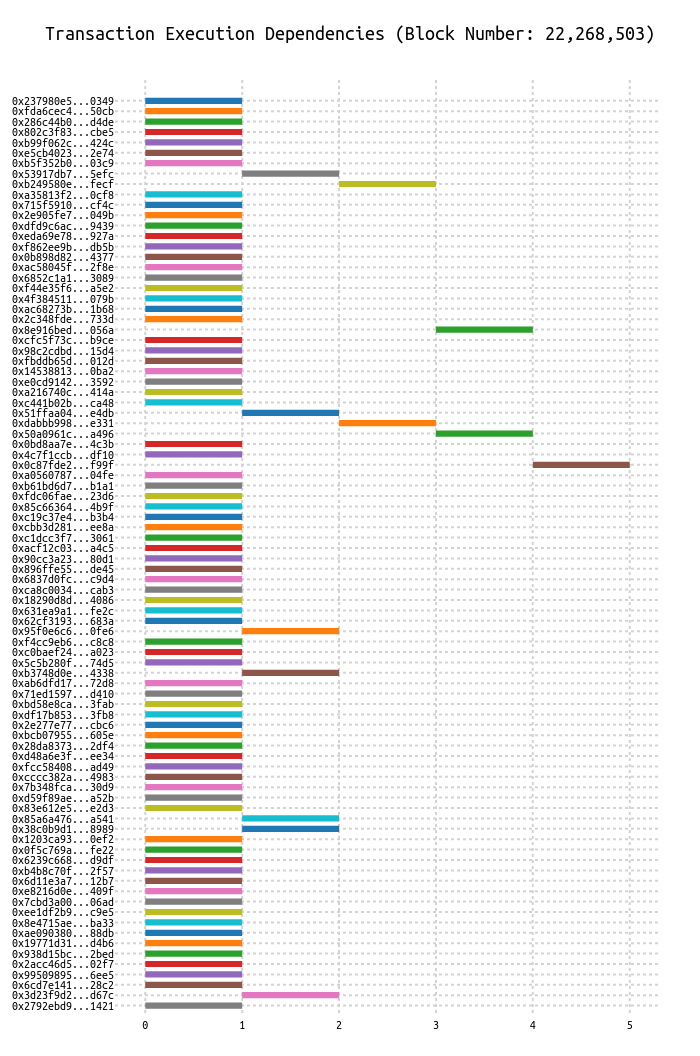 Transaction Execution Dependencies (Block Number: 22,268,503)
0x237980e5...0349
0xfda6cec4...50cb
0x286c44b0...d4de
0x802c3f83...cbe5
0xb99f062c...424c
0xe5cb4023...2e74
0xb5f352b0...03c9
0x53917db7...5efc
0xb249580e...fecf
0xa35813f2...0cf8
0x715f5910...cf4c
0x2e905fe7...049b
0xdfd9c6ac...9439
0xeda69e78...927a
0xf862ee9b...db5b
0x0b898d82...4377
0xac58045f...2f8e
0x6852c1a1...3089
0xf44e35f6...a5e2
0x4f384511...079b
0xac68273b...1b68
0x2c348fde...733d
0x8e916bed...056a
0xcfc5f73c...b9ce
0x98c2cdbd...15d4
0xfbddb65d...012d
0x14538813...0ba2
0xe0cd9142...3592
0xa216740c...414a
0xc441b02b...ca48
0x51ffaa04...e4db
0xdabbb998...e331
0x50a0961c...a496
0x0bd8aa7e...4c3b
0x4c7f1ccb...df10
0x0c87fde2...f99f
0xa0560787...04fe
0xb61bd6d7...b1a1
0xfdc06fae...23d6
0x85c66364...4b9f
0xc19c37e4...b3b4
0xcbb3d281...ee8a
0xc1dcc3f7...3061
0xacf12c03...a4c5
0x90cc3a23...80d1
0x896ffe55...de45
0x6837d0fc...c9d4
0xca8c0034...cab3
0x18290d8d...4086
0x631ea9a1...fe2c
0x62cf3193...683a
0x95f0e6c6...0fe6
0xf4cc9eb6...c8c8
0xc0baef24...a023
0x5c5b280f...74d5
0xb3748d0e...4338
0xab6dfd17...72d8
0x71ed1597...d410
0xbd58e8ca...3fab
0xdf17b853...3fb8
0x2e277e77...cbc6
0xbcb07955...605e
0x28da8373...2df4
0xd48a6e3f...ee34
0xfcc58408...ad49
0xcccc382a...4983
0x7b348fca...30d9
0xd59f89ae...a52b
0x83e612e5...e2d3
0x85a6a476...a541
0x38c0b9d1...8989
0x1203ca93...0ef2
0x0f5c769a...fe22
0x6239c668...d9df
0xb4b8c70f...2f57
0x6d11e3a7...12b7
0xe8216d0e...409f
0x7cbd3a00...06ad
0xee1df2b9...c9e5
0x8e4715ae...ba33
0xae090380...88db
0x19771d31...d4b6
0x938d15bc...2bed
0x2acc46d5...02f7
0x99509895...6ee5
0x6cd7e141...28c2
0x3d23f9d2...d67c
0x2792ebd9...1421
0 1 2 3 4 5